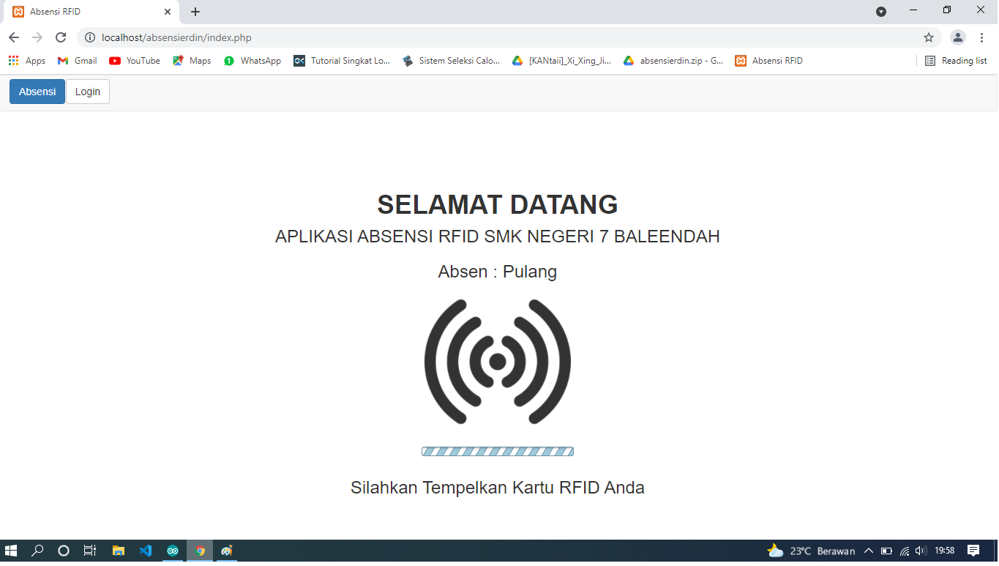 Absensi RFID
localhost/absensierdin/index.php
Apps Gmail YouTube Maps WhatsApp Tutorial Singkat Lo... Sistem Seleksi Calo... [KANtaii]_Xi_Xing_Ji... absensierdin.zip - G... Absensi RFID Reading list
Absensi Login
SELAMAT DATANG
APLIKASI ABSENSI RFID SMK NEGERI 7 BALEENDAH
Absen : Pulang
Silahkan Tempelkan Kartu RFID Anda
23°C Berawan 19:58